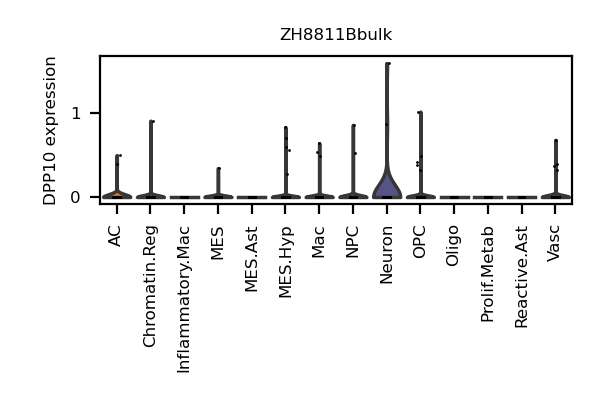 ZH8811Bbulk
DPP10 expression
1
0
AC
Chromatin.Reg
Inflammatory.Mac
MES
MES.Ast
MES.Hyp
Mac
NPC
Neuron
OPC
Oligo
Prolif.Metab
Reactive.Ast
Vasc